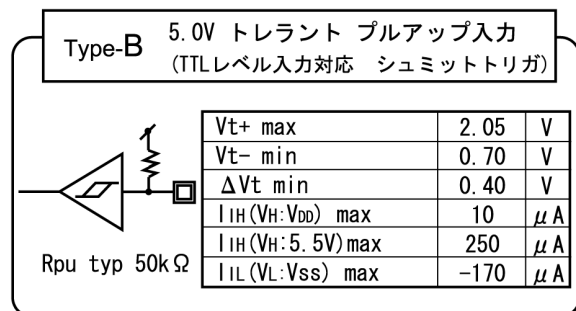 Type-B
5.0V トレラント プルアップ入力
(TTLレベル入力対応 シュミットトリガ)
Vt+ max 2.05 V
Vt- min 0.70 V
ΔVt min 0.40 V
IIH(VH:VDD) max 10 μA
IIH(VH:5.5V)max 250 μA
IIL(VL:Vss) max -170 μA
Rpu typ 50kΩ